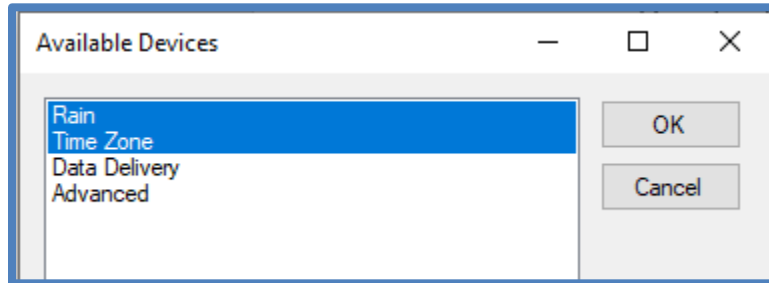 Available Devices
Rain
OK
Time Zone
Data Delivery
Cancel
Advanced